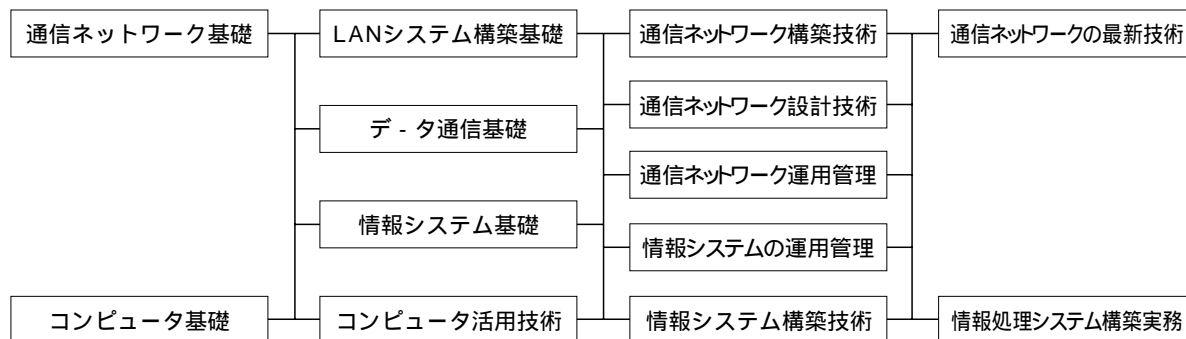 通信ネットワーク基礎
LANシステム構築基礎
通信ネットワーク構築技術
通信ネットワークの最新技術
通信ネットワーク設計技術
デ - タ通信基礎
通信ネットワーク運用管理
情報システム基礎
情報システムの運用管理
コンピュータ基礎
コンピュータ活用技術
情報システム構築技術
情報処理システム構築実務